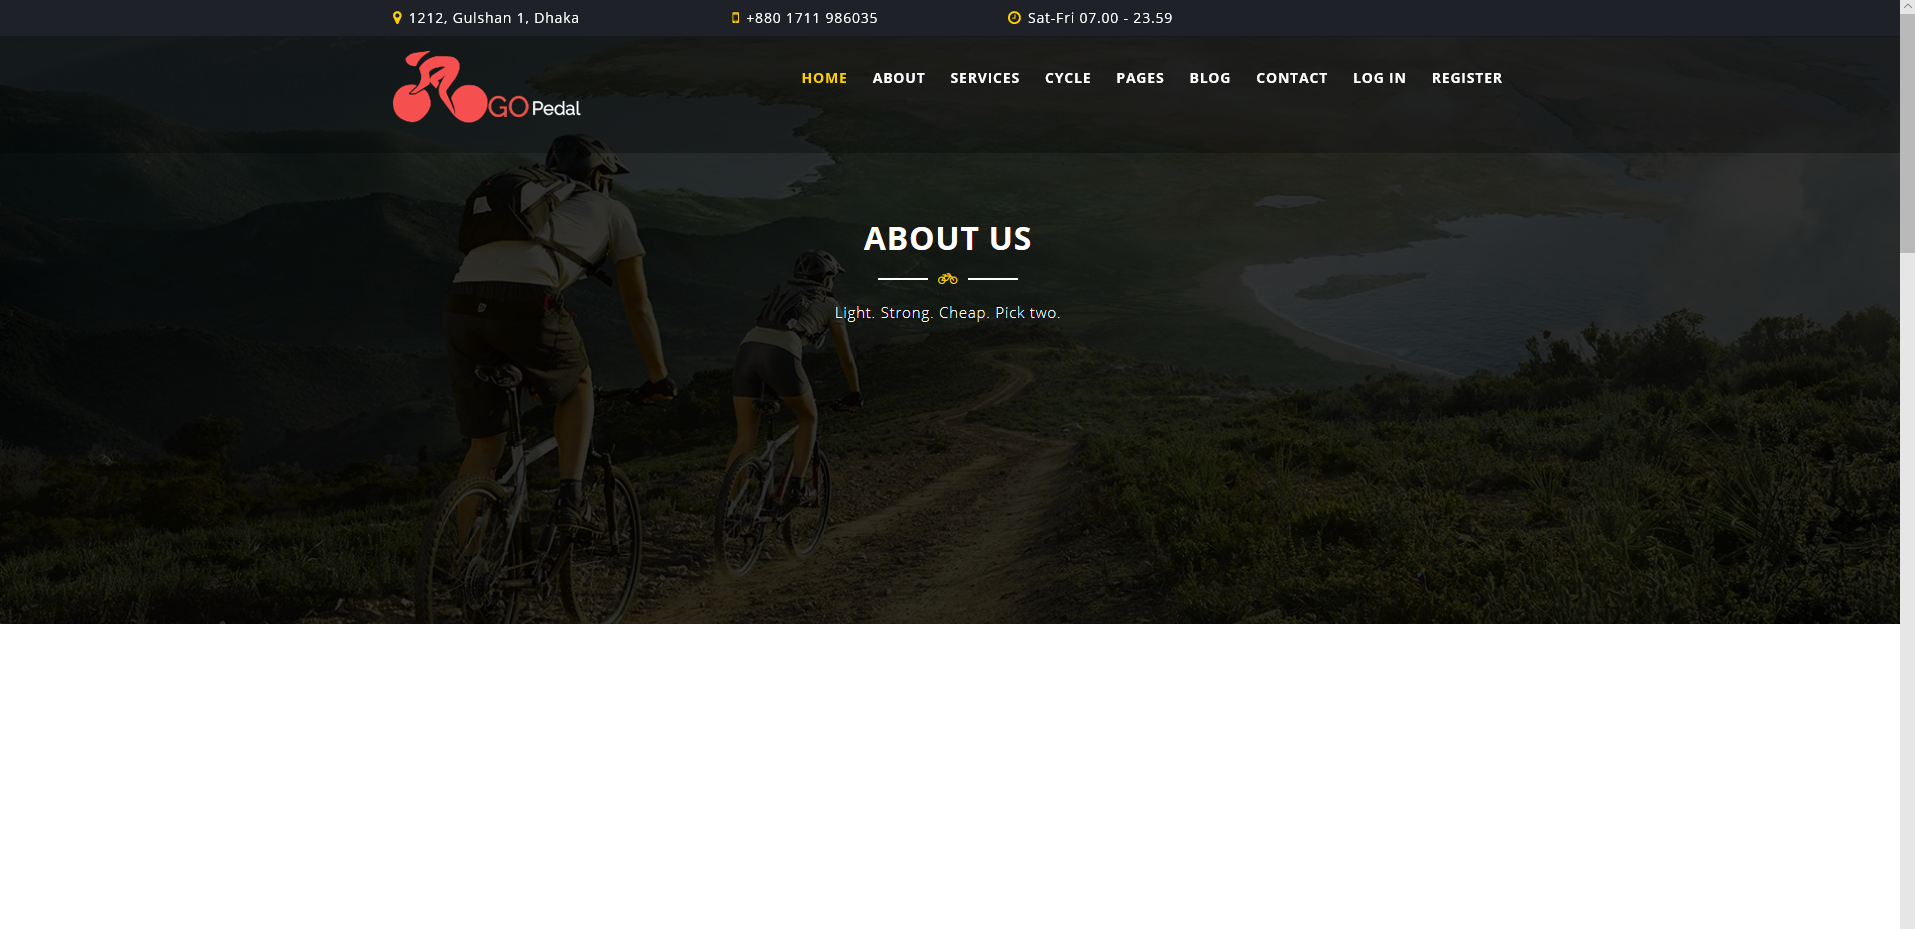 1212, Gulshan 1, Dhaka
+880 1711 986035
Sat-Fri 07.00 - 23.59
GO Pedal
HOME ABOUT SERVICES CYCLE PAGES BLOG CONTACT LOG IN REGISTER
ABOUT US
Light. Strong. Cheap. Pick two.